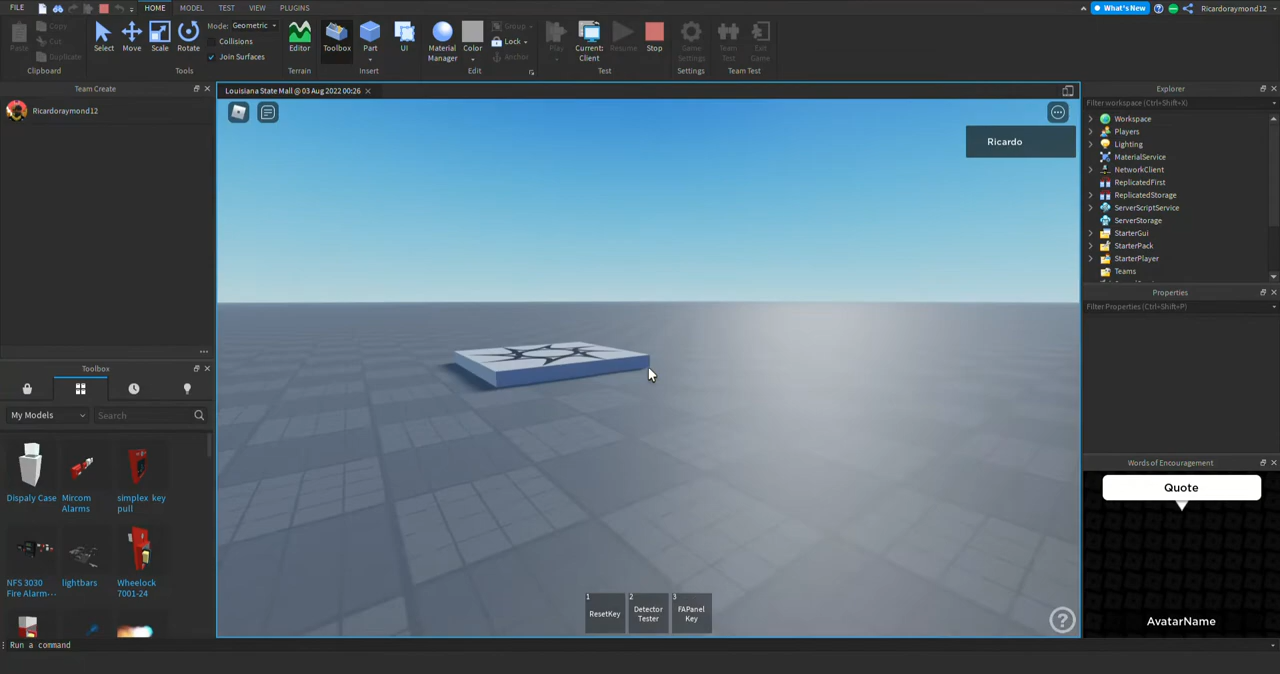 FILE HOME MODEL TEST VIEW PLUGINS What's New Ricardoraymond12
Paste Copy Cut Duplicate Clipboard
Select Move Scale Rotate Mode: Geometric Collisions Join Surfaces Tools
Editor Terrain
Toolbox Part UI Insert
Material Manager Color Group Lock Anchor Edit
Play Current: Client Resume Stop Test
Game Settings Settings
Team Test Exit Game Team Test
Team Create
Ricardoraymond12
Toolbox
My Models Search
Dispaly Case
Mircom Alarms
simplex key pull
NFS 3030 Fire Alarm···
lightbars
Wheelock 7001-24
Louisiana State Mall @ 03 Aug 2022 00:26
Ricardo
1 ResetKey
2 Detector Tester
3 FAPanel Key
?
Explorer
Filter workspace (Ctrl+Shift+X)
Workspace
Players
Lighting
MaterialService
NetworkClient
ReplicatedFirst
ReplicatedStorage
ServerScriptService
ServerStorage
StarterGui
StarterPack
StarterPlayer
Teams
Properties
Filter Properties (Ctrl+Shift+P)
Words of Encouragement
Quote
AvatarName
Run a command